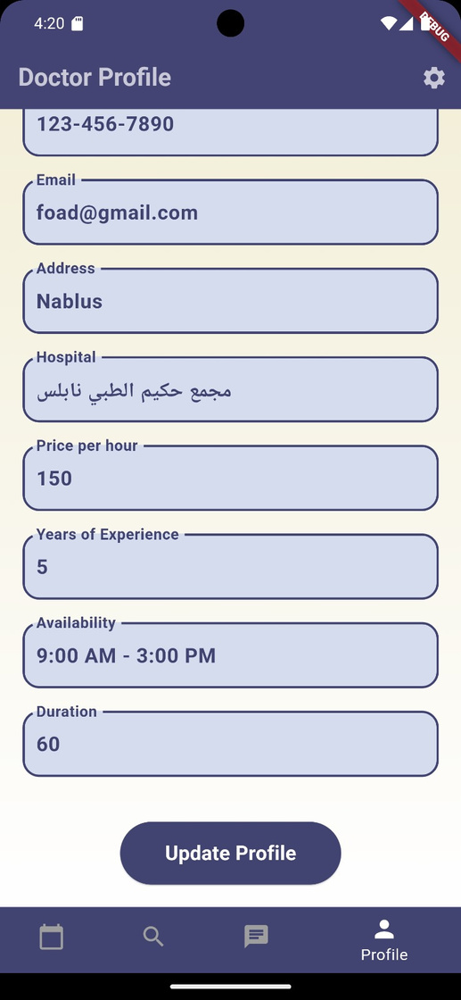 4:20
DEBUG
Doctor Profile
123-456-7890
Email
foad@gmail.com
Address
Nablus
Hospital
مجمع حكيم الطبي نابلس
Price per hour
150
Years of Experience
5
Availability
9:00 AM - 3:00 PM
Duration
60
Update Profile
Profile